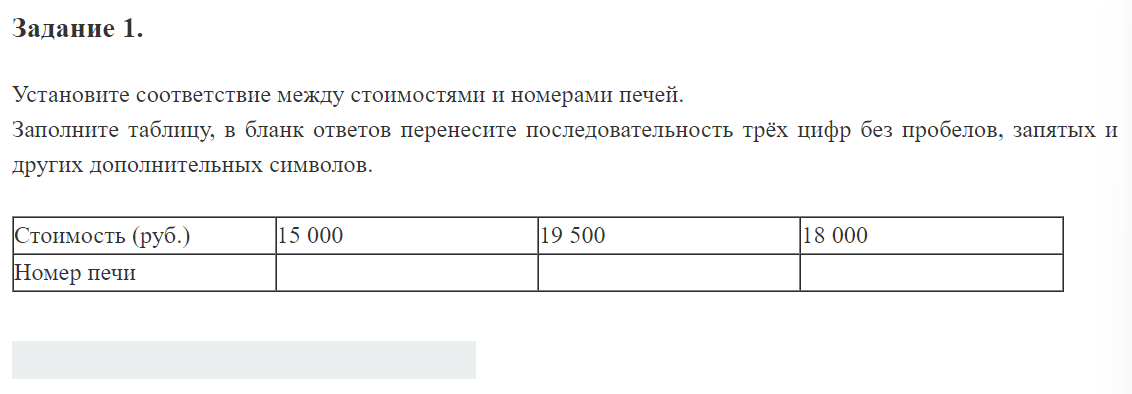 Задание 1.
Установите соответствие между стоимостями и номерами печей.
Заполните таблицу, в бланк ответов перенесите последовательность трёх цифр без пробелов, запятых и
других дополнительных символов.
Стоимость (руб.) 15 000 19 500 18 000
Номер печи